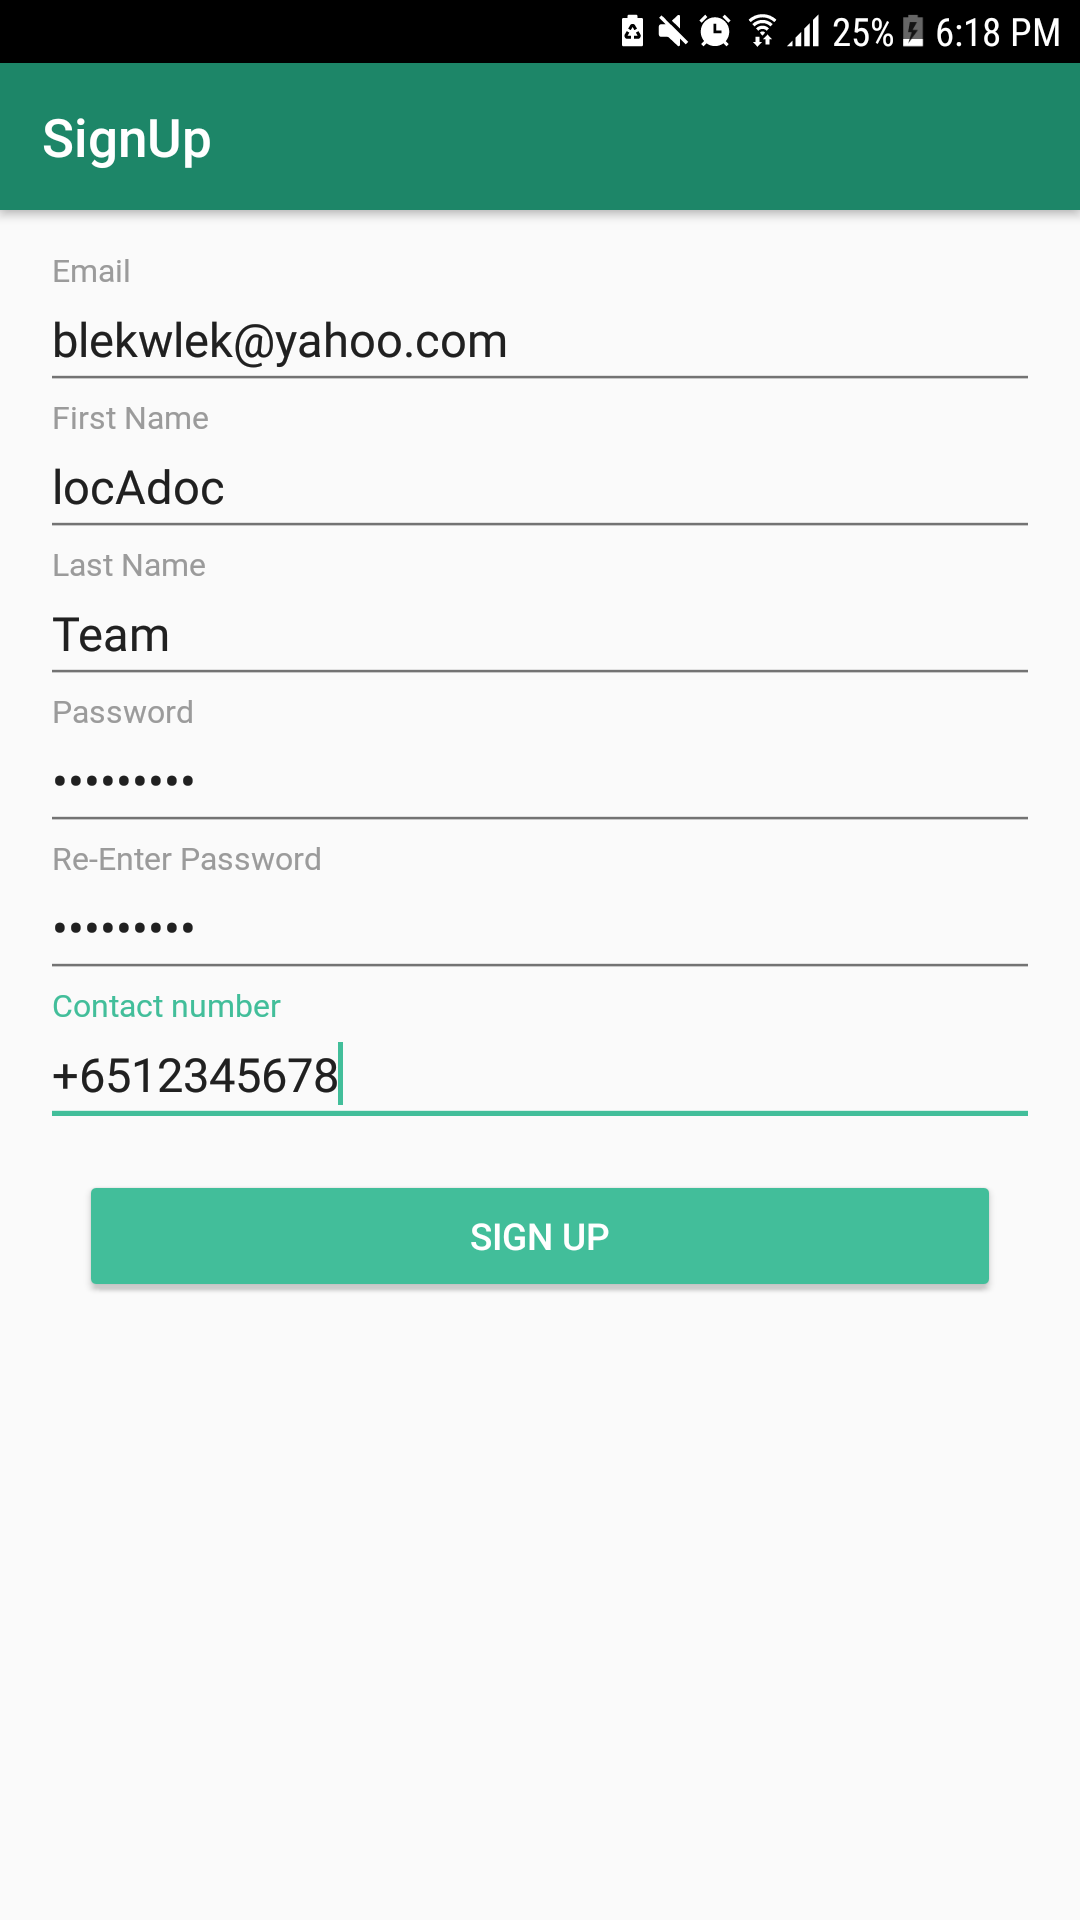 25% 6:18 PM
SignUp
Email
blekwlek@yahoo.com
First Name
locAdoc
Last Name
Team
Password
•••••••••
Re-Enter Password
•••••••••
Contact number
+6512345678
SIGN UP